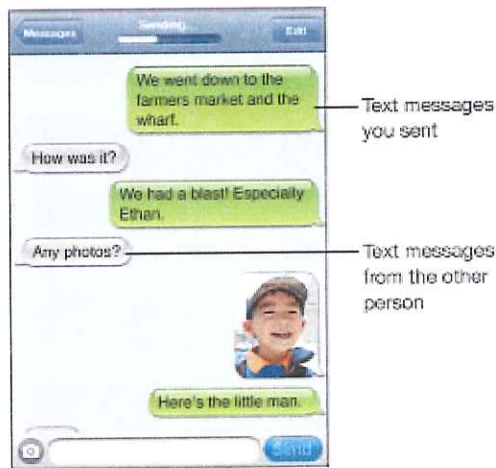 Messages
Sending
Edit
We went down to the
farmers market and the
wharf.
Text messages
you sent
How was it?
We had a blast! Especially
Ethan.
Any photos?
Text messages
from the other
person
Here's the little man.
Send